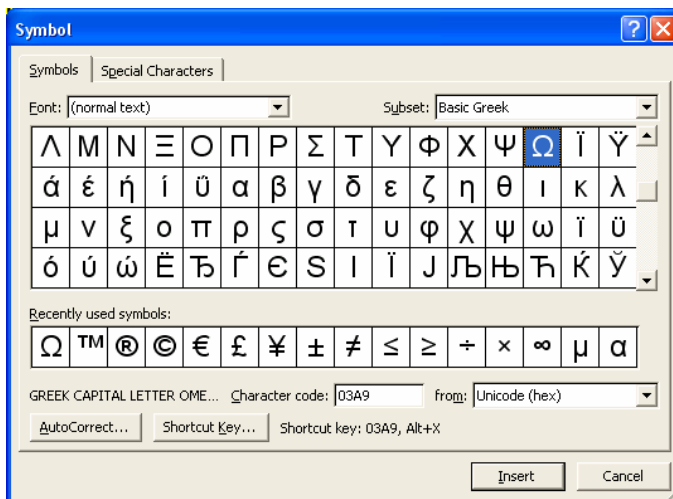 Symbol
Symbols Special Characters
Font: (normal text) Subset: Basic Greek
Λ Μ Ν Ξ Ο Π Ρ Σ Τ Υ Φ Χ Ψ Ω Ϊ Ϋ
ά έ ή ί ΰ α β γ δ ε ζ η θ ι κ λ
μ ν ξ ο π ρ ς σ τ υ φ χ ψ ω ϊ ϋ
ό ύ ώ Ё Ђ Ѓ Є Ѕ І Ї Ј Љ Њ Ћ Ќ Ў
Recently used symbols:
Ω ™ ® © € £ ¥ ± ≠ ≤ ≥ ÷ × ∞ µ α
GREEK CAPITAL LETTER OME... Character code: 03A9 from: Unicode (hex)
AutoCorrect... Shortcut Key... Shortcut key: 03A9, Alt+X
Insert Cancel